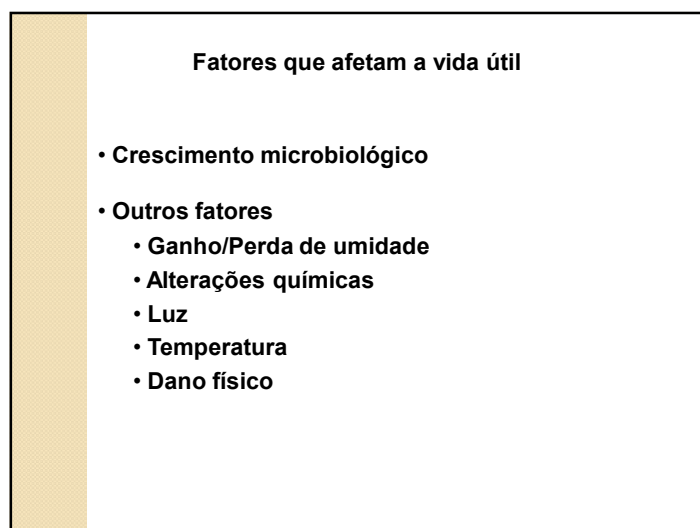 Fatores que afetam a vida útil
• Crescimento microbiológico
• Outros fatores
• Ganho/Perda de umidade
• Alterações químicas
• Luz
• Temperatura
• Dano físico